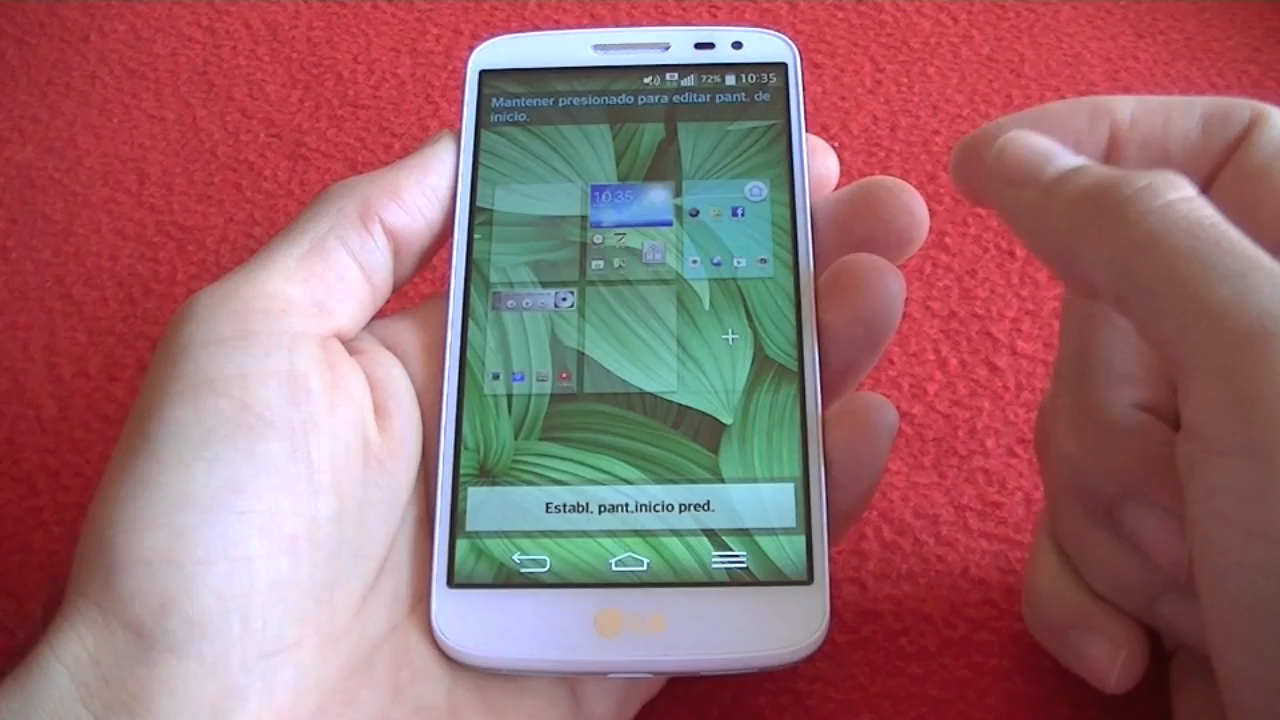 72% 10:35
Mantener presionado para editar pant. de
inicio.
10:35
Establ. pant.inicio pred.
LG